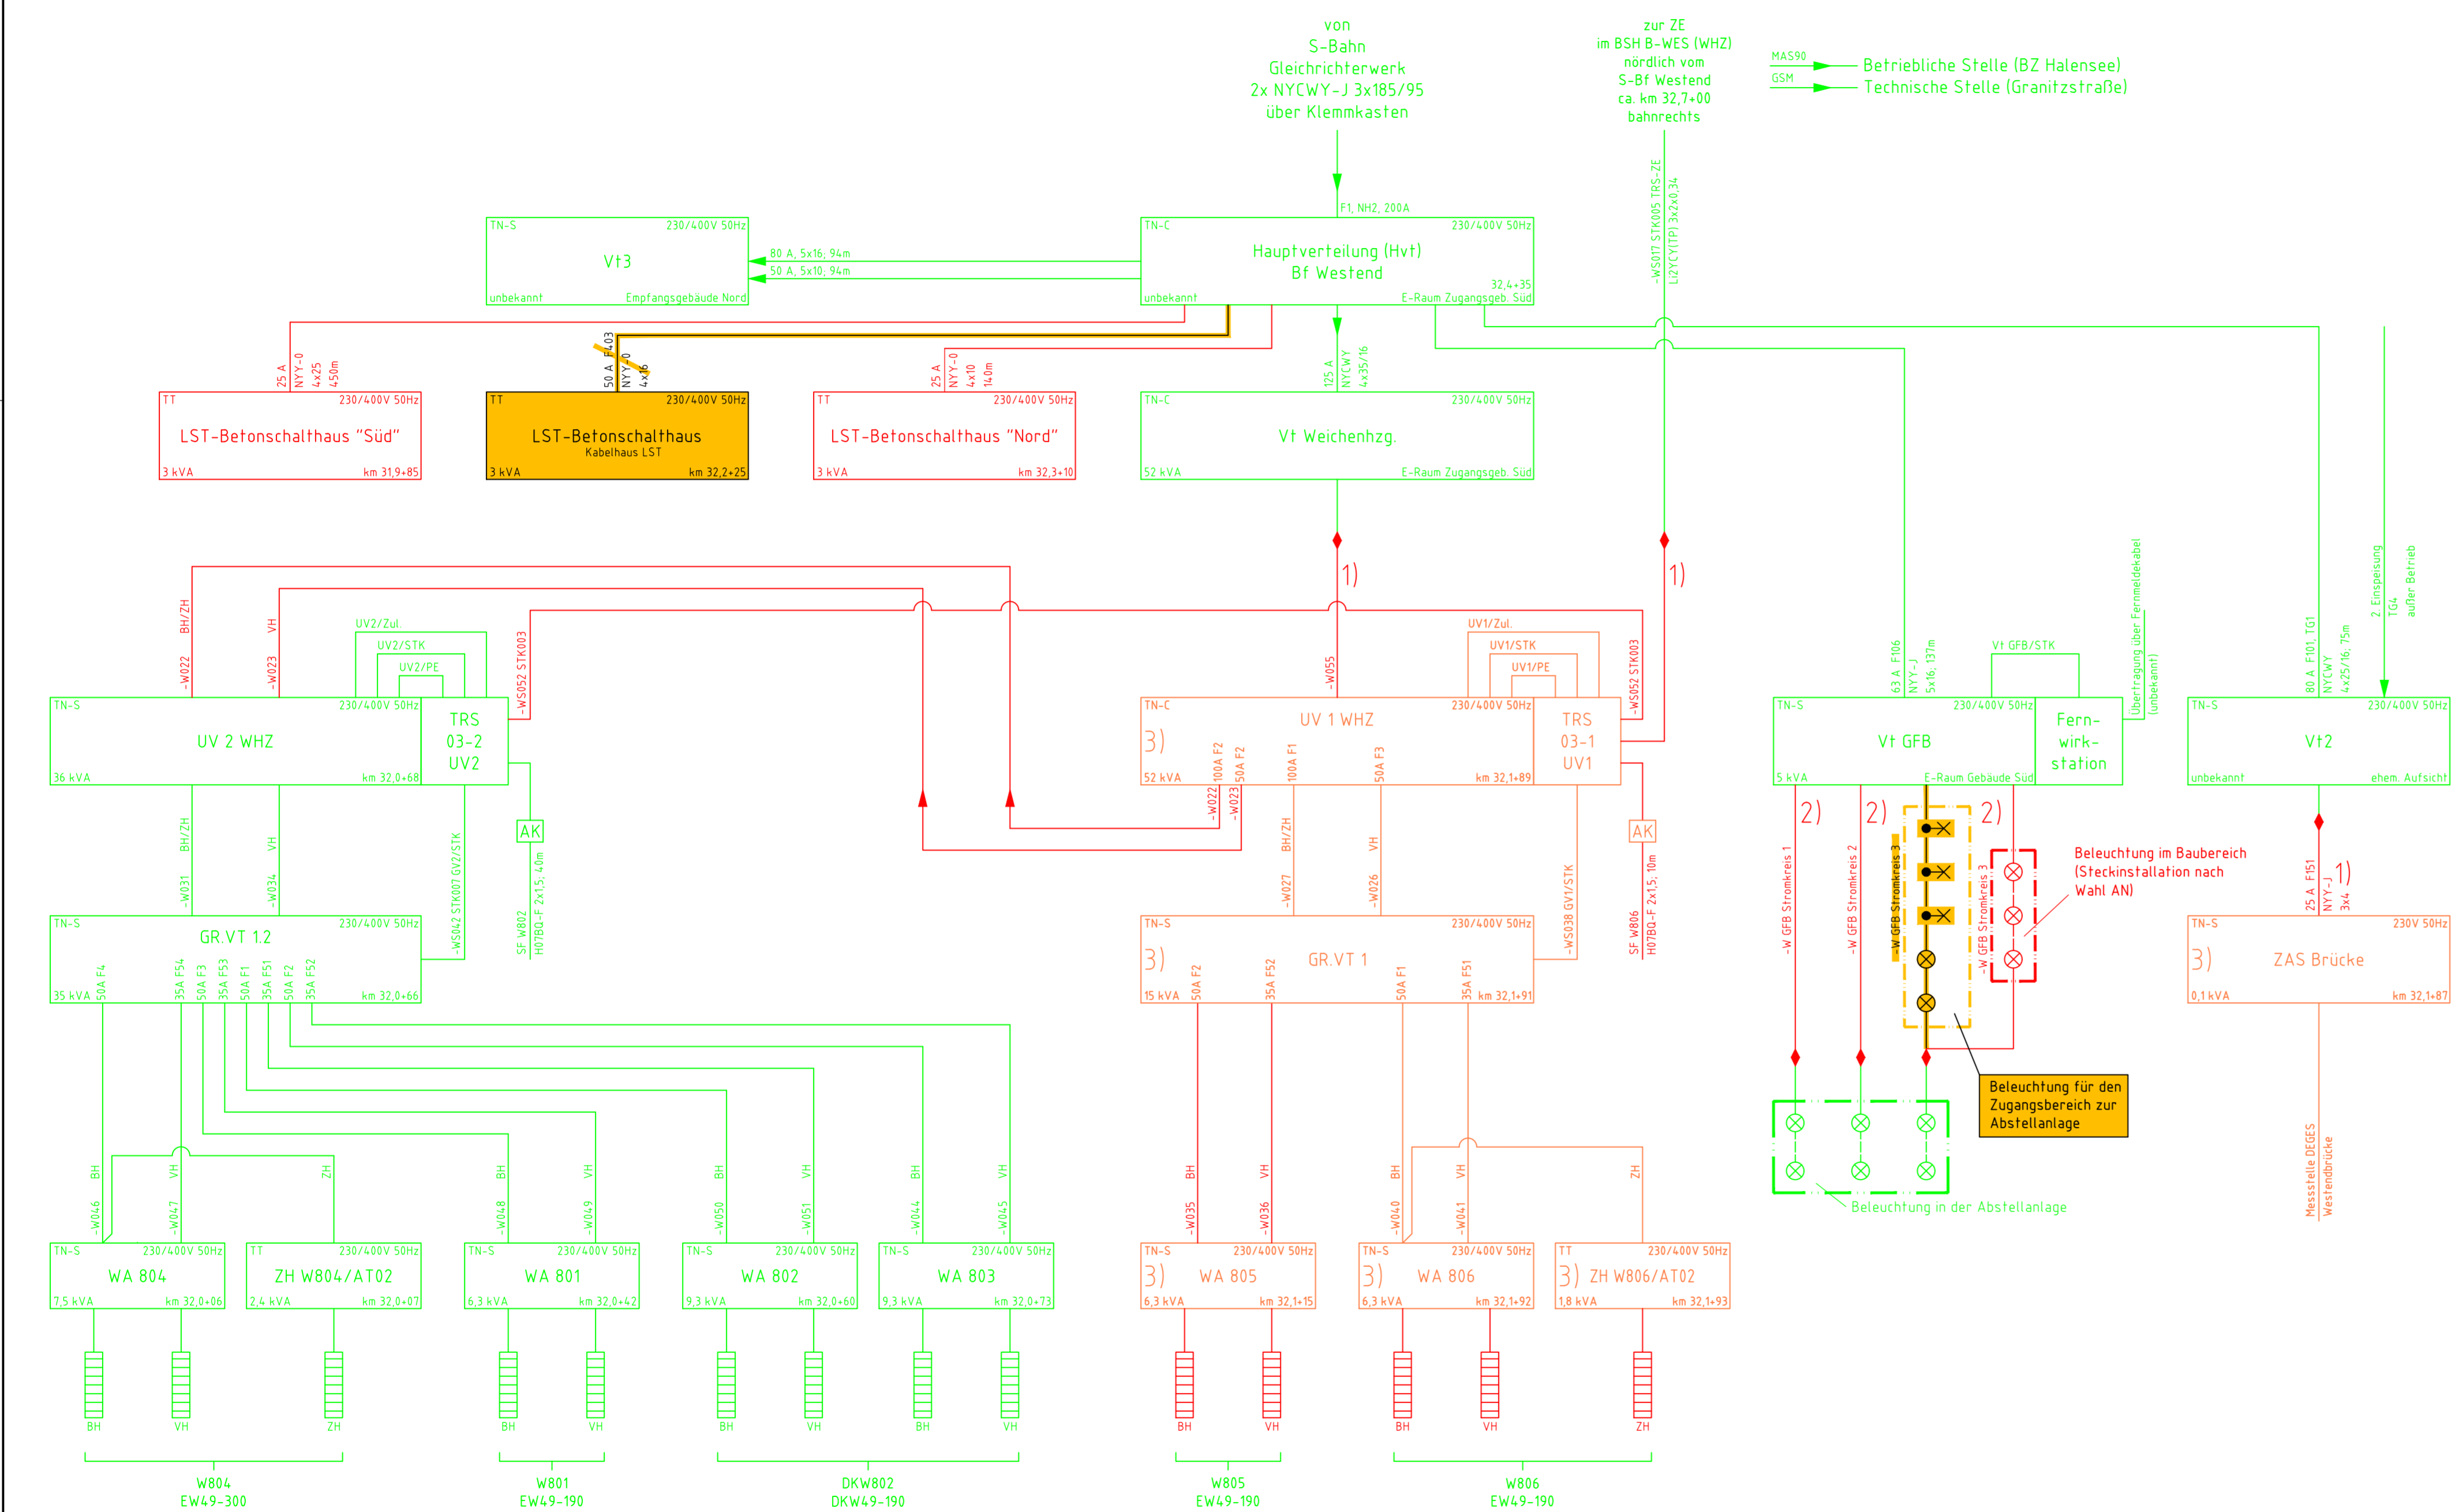 von
S-Bahn
Gleichrichterwerk
2x NYCWY-J 3x185/95
über Klemmkasten
zur ZE
im BSH B-WES (WHZ)
nördlich vom
S-Bf Westend
ca. km 32,7+00
bahnrechts
MAS90
Betriebliche Stelle (BZ Halensee)
GSM
Technische Stelle (Granitzstraße)
-WS017 STK005 TRS-ZE
Li2YCY(TP) 3x2x0,34
F1, NH2, 200A
TN-S 230/400V 50Hz
Vt3
unbekannt Empfangsgebäude Nord
80 A, 5x16; 94m
50 A, 5x10; 94m
TN-C 230/400V 50Hz
Hauptverteilung (Hvt)
Bf Westend
32,4+35
unbekannt E-Raum Zugangsgeb. Süd
25 A
NYY-O
4x25
450m
50 A F403
NYY-O
4x16
25 A
NYY-O
4x10
140m
125 A
NYCWY
4x35/16
TT 230/400V 50Hz
LST-Betonschalthaus "Süd"
3 kVA km 31,9+85
TT 230/400V 50Hz
LST-Betonschalthaus
Kabelhaus LST
3 kVA km 32,2+25
TT 230/400V 50Hz
LST-Betonschalthaus "Nord"
3 kVA km 32,3+10
TN-C 230/400V 50Hz
Vt Weichenhzg.
52 kVA E-Raum Zugangsgeb. Süd
1)
1)
BH/ZH
-W022
VH
-W023
UV2/Zul.
UV2/STK
UV2/PE
-WS052 STK003
-W055
UV1/Zul.
UV1/STK
UV1/PE
-WS052 STK003
63 A F106
NYY-J
5x16; 137m
Vt GFB/STK
Übertragung über Fernmeldekabel
(unbekannt)
80 A F101, TG1
NYCWY
4x25/16; 75m
2. Einspeisung
TG4
außer Betrieb
TN-S 230/400V 50Hz
UV 2 WHZ
36 kVA km 32,0+68
TRS
03-2
UV2
TN-C 230/400V 50Hz
UV 1 WHZ
3)
52 kVA km 32,1+89
100A F2
50A F2
100A F1
50A F3
TRS
03-1
UV1
TN-S 230/400V 50Hz
Vt GFB
5 kVA E-Raum Gebäude Süd
Fern-
wirk-
station
TN-S 230/400V 50Hz
Vt2
unbekannt ehem. Aufsicht
BH/ZH
-W031
VH
-W034
-WS042 STK007 GV2/STK
AK
SF W802
H07BQ-F 2x1,5; 40m
-W022
-W023
BH/ZH
-W027
VH
-W026
-WS038 GV1/STK
AK
SF W806
H07BQ-F 2x1,5; 10m
2)
2)
2)
-W GFB Stromkreis 1
-W GFB Stromkreis 2
-W GFB Stromkreis 3
-W GFB Stromkreis 3
Beleuchtung im Baubereich
(Steckinstallation nach
Wahl AN)
25 A F151
NYY-J
3x4
1)
TN-S 230/400V 50Hz
GR.VT 1.2
35 kVA km 32,0+66
50A F4
35A F54
50A F3
35A F53
50A F1
35A F51
50A F2
35A F52
TN-S 230/400V 50Hz
3)
GR.VT 1
15 kVA km 32,1+91
50A F2
35A F52
50A F1
35A F51
TN-S 230V 50Hz
3)
ZAS Brücke
0,1 kVA km 32,1+87
Beleuchtung für den
Zugangsbereich zur
Abstellanlage
Beleuchtung in der Abstellanlage
Messstelle DEGES
Westendbrücke
BH
-W046
VH
-W047
ZH
BH
-W048
VH
-W049
BH
-W050
VH
-W051
BH
-W044
VH
-W045
BH
-W035
VH
-W036
BH
-W040
VH
-W041
ZH
TN-S 230/400V 50Hz
WA 804
7,5 kVA km 32,0+06
TT 230/400V 50Hz
ZH W804/AT02
2,4 kVA km 32,0+07
TN-S 230/400V 50Hz
WA 801
6,3 kVA km 32,0+42
TN-S 230/400V 50Hz
WA 802
9,3 kVA km 32,0+60
TN-S 230/400V 50Hz
WA 803
9,3 kVA km 32,0+73
TN-S 230/400V 50Hz
3) WA 805
6,3 kVA km 32,1+15
TN-S 230/400V 50Hz
3) WA 806
6,3 kVA km 32,1+92
TT 230/400V 50Hz
3) ZH W806/AT02
1,8 kVA km 32,1+93
BH VH ZH BH VH BH VH BH VH BH VH BH VH ZH
W804
EW49-300
W801
EW49-190
DKW802
DKW49-190
W805
EW49-190
W806
EW49-190